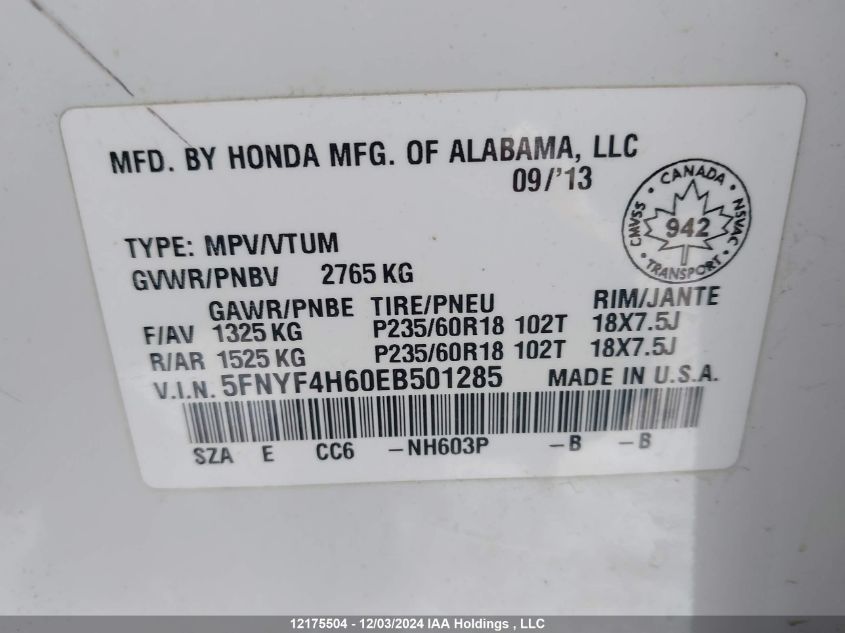 MFD. BY HONDA MFG. OF ALABAMA, LLC
09/'13
CANADA
CMVSS 942 NSVAC
TRANSPORT
TYPE: MPV/VTUM
GVWR/PNBV 2765 KG
GAWR/PNBE TIRE/PNEU RIM/JANTE
F/AV 1325 KG P235/60R18 102T 18X7.5J
R/AR 1525 KG P235/60R18 102T 18X7.5J
V.I.N. 5FNYF4H60EB501285 MADE IN U.S.A.
SZA E CC6 -NH603P -B -B
12175504 - 12/03/2024 IAA Holdings , LLC